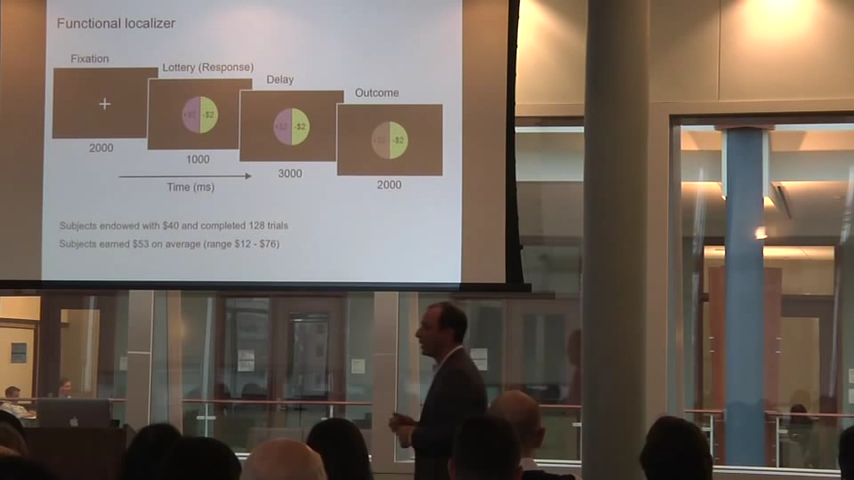 Functional localizer
Fixation
Lottery (Response)
Delay
Outcome
-$2
-$2
-$2
2000
1000
3000
2000
Time (ms)
Subjects endowed with $40 and completed 128 trials
Subjects earned $53 on average (range $12 - $76)